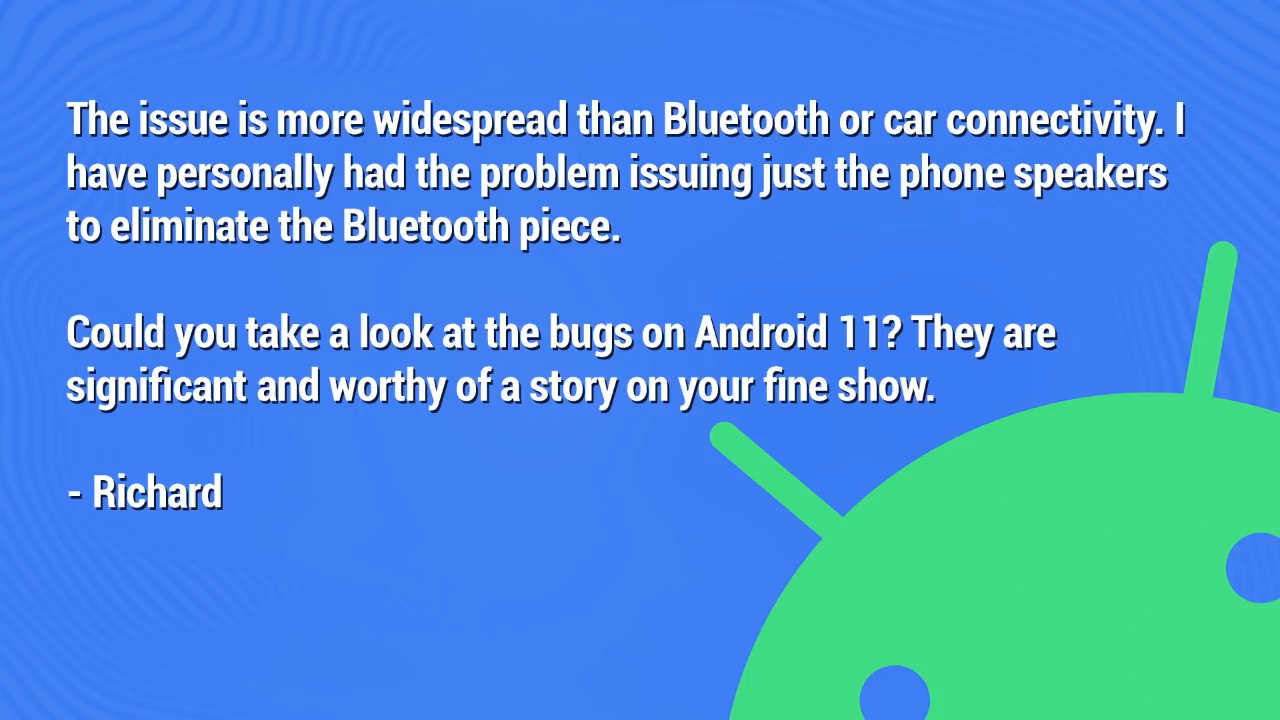 The issue is more widespread than Bluetooth or car connectivity. I
have personally had the problem issuing just the phone speakers
to eliminate the Bluetooth piece.
Could you take a look at the bugs on Android 11? They are
significant and worthy of a story on your fine show.
- Richard